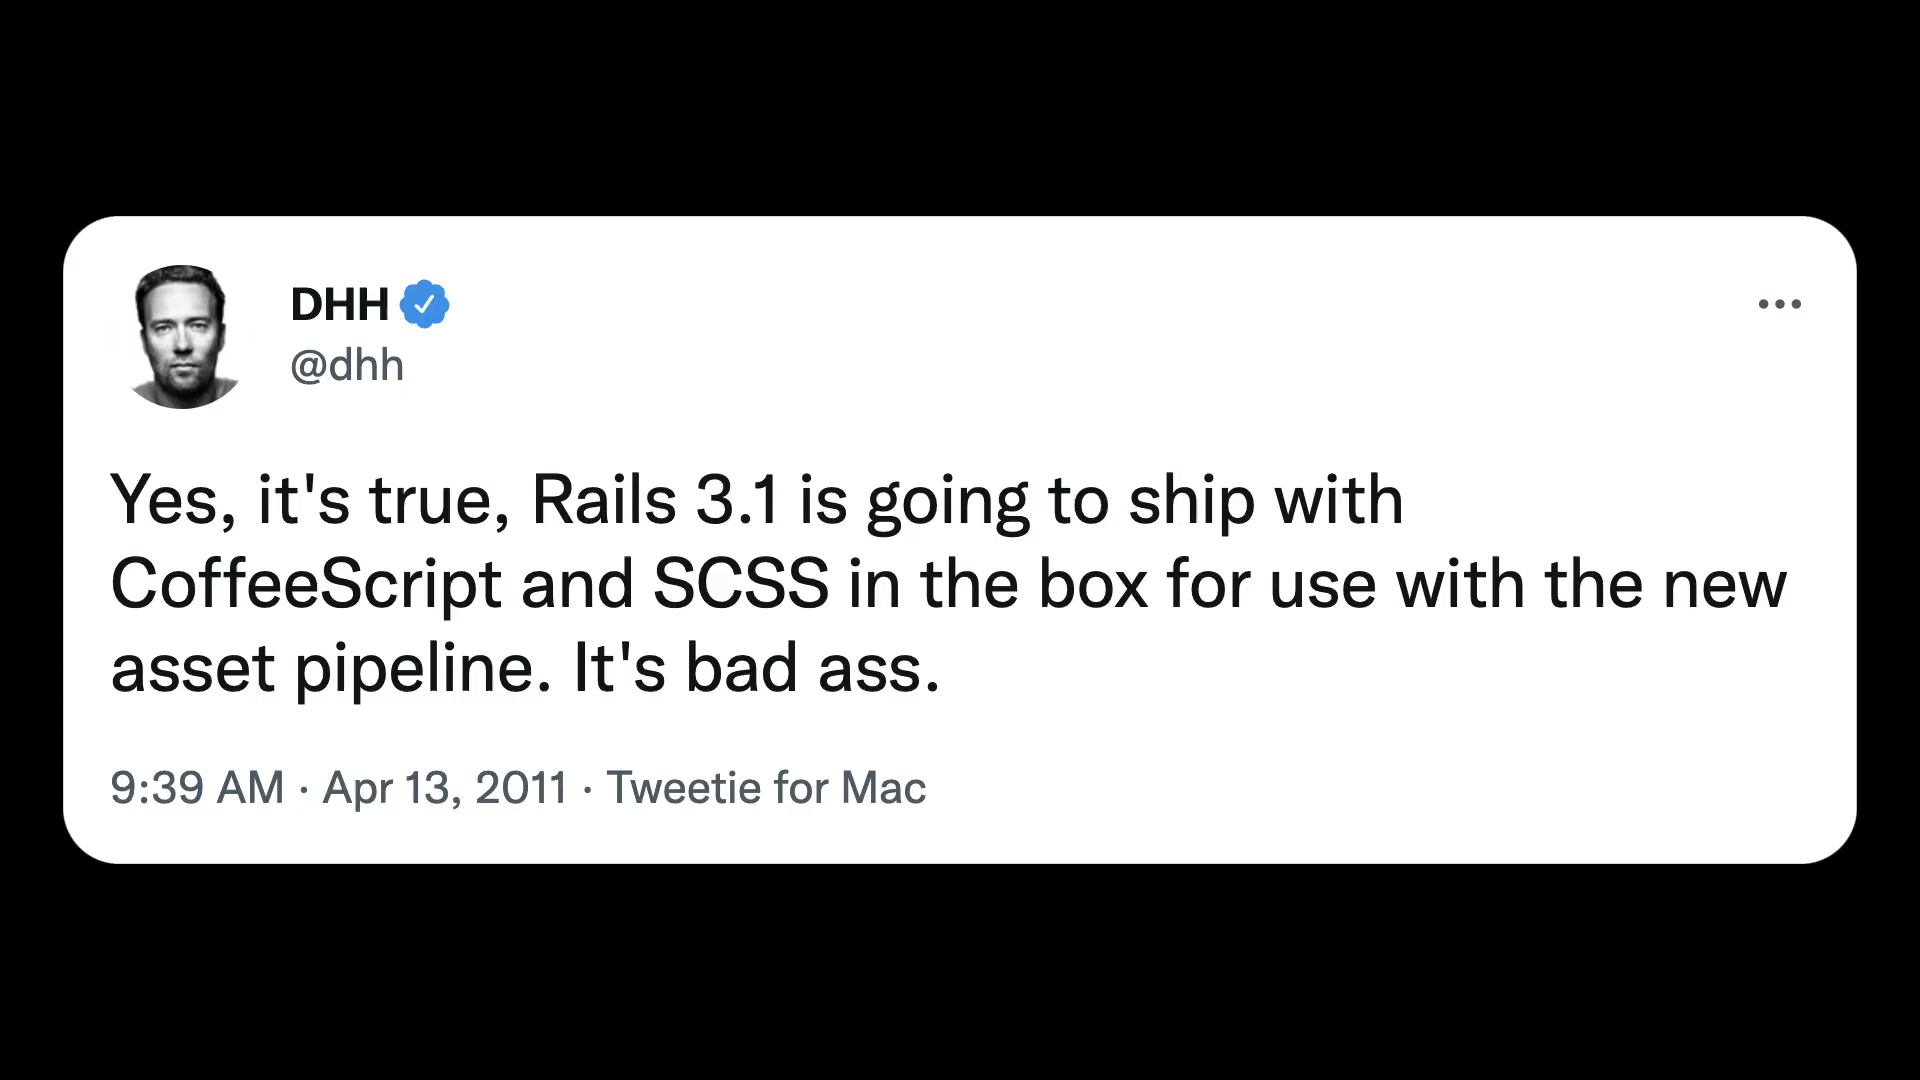 DHH
@dhh
Yes, it's true, Rails 3.1 is going to ship with
CoffeeScript and SCSS in the box for use with the new
asset pipeline. It's bad ass.
9:39 AM · Apr 13, 2011 · Tweetie for Mac